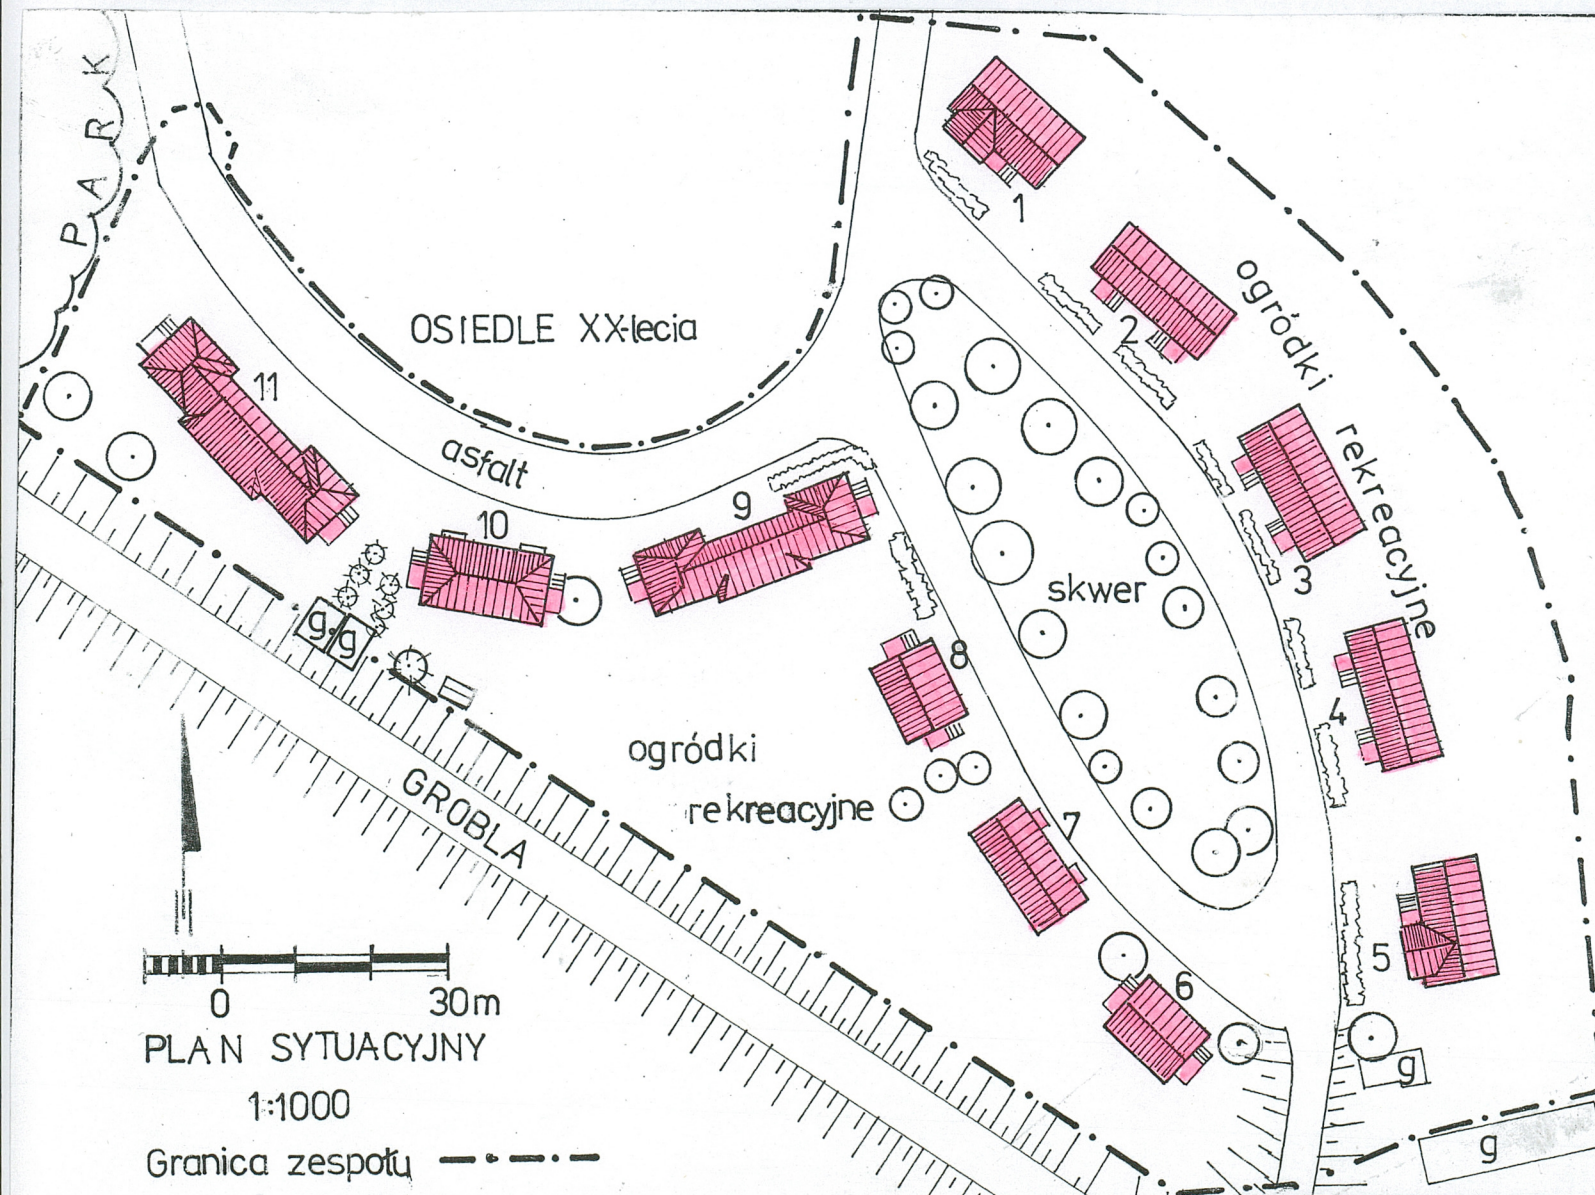 PARK
1
2
ogródki
rekreacyjne
OSIEDLE XX-lecia
11
asfalt
10
9
3
skwer
g. g
8
4
ogródki
rekreacyjne
7
GROBLA
5
6
0 30m
PLAN SYTUACYJNY
1:1000
g
Granica zespołu
g